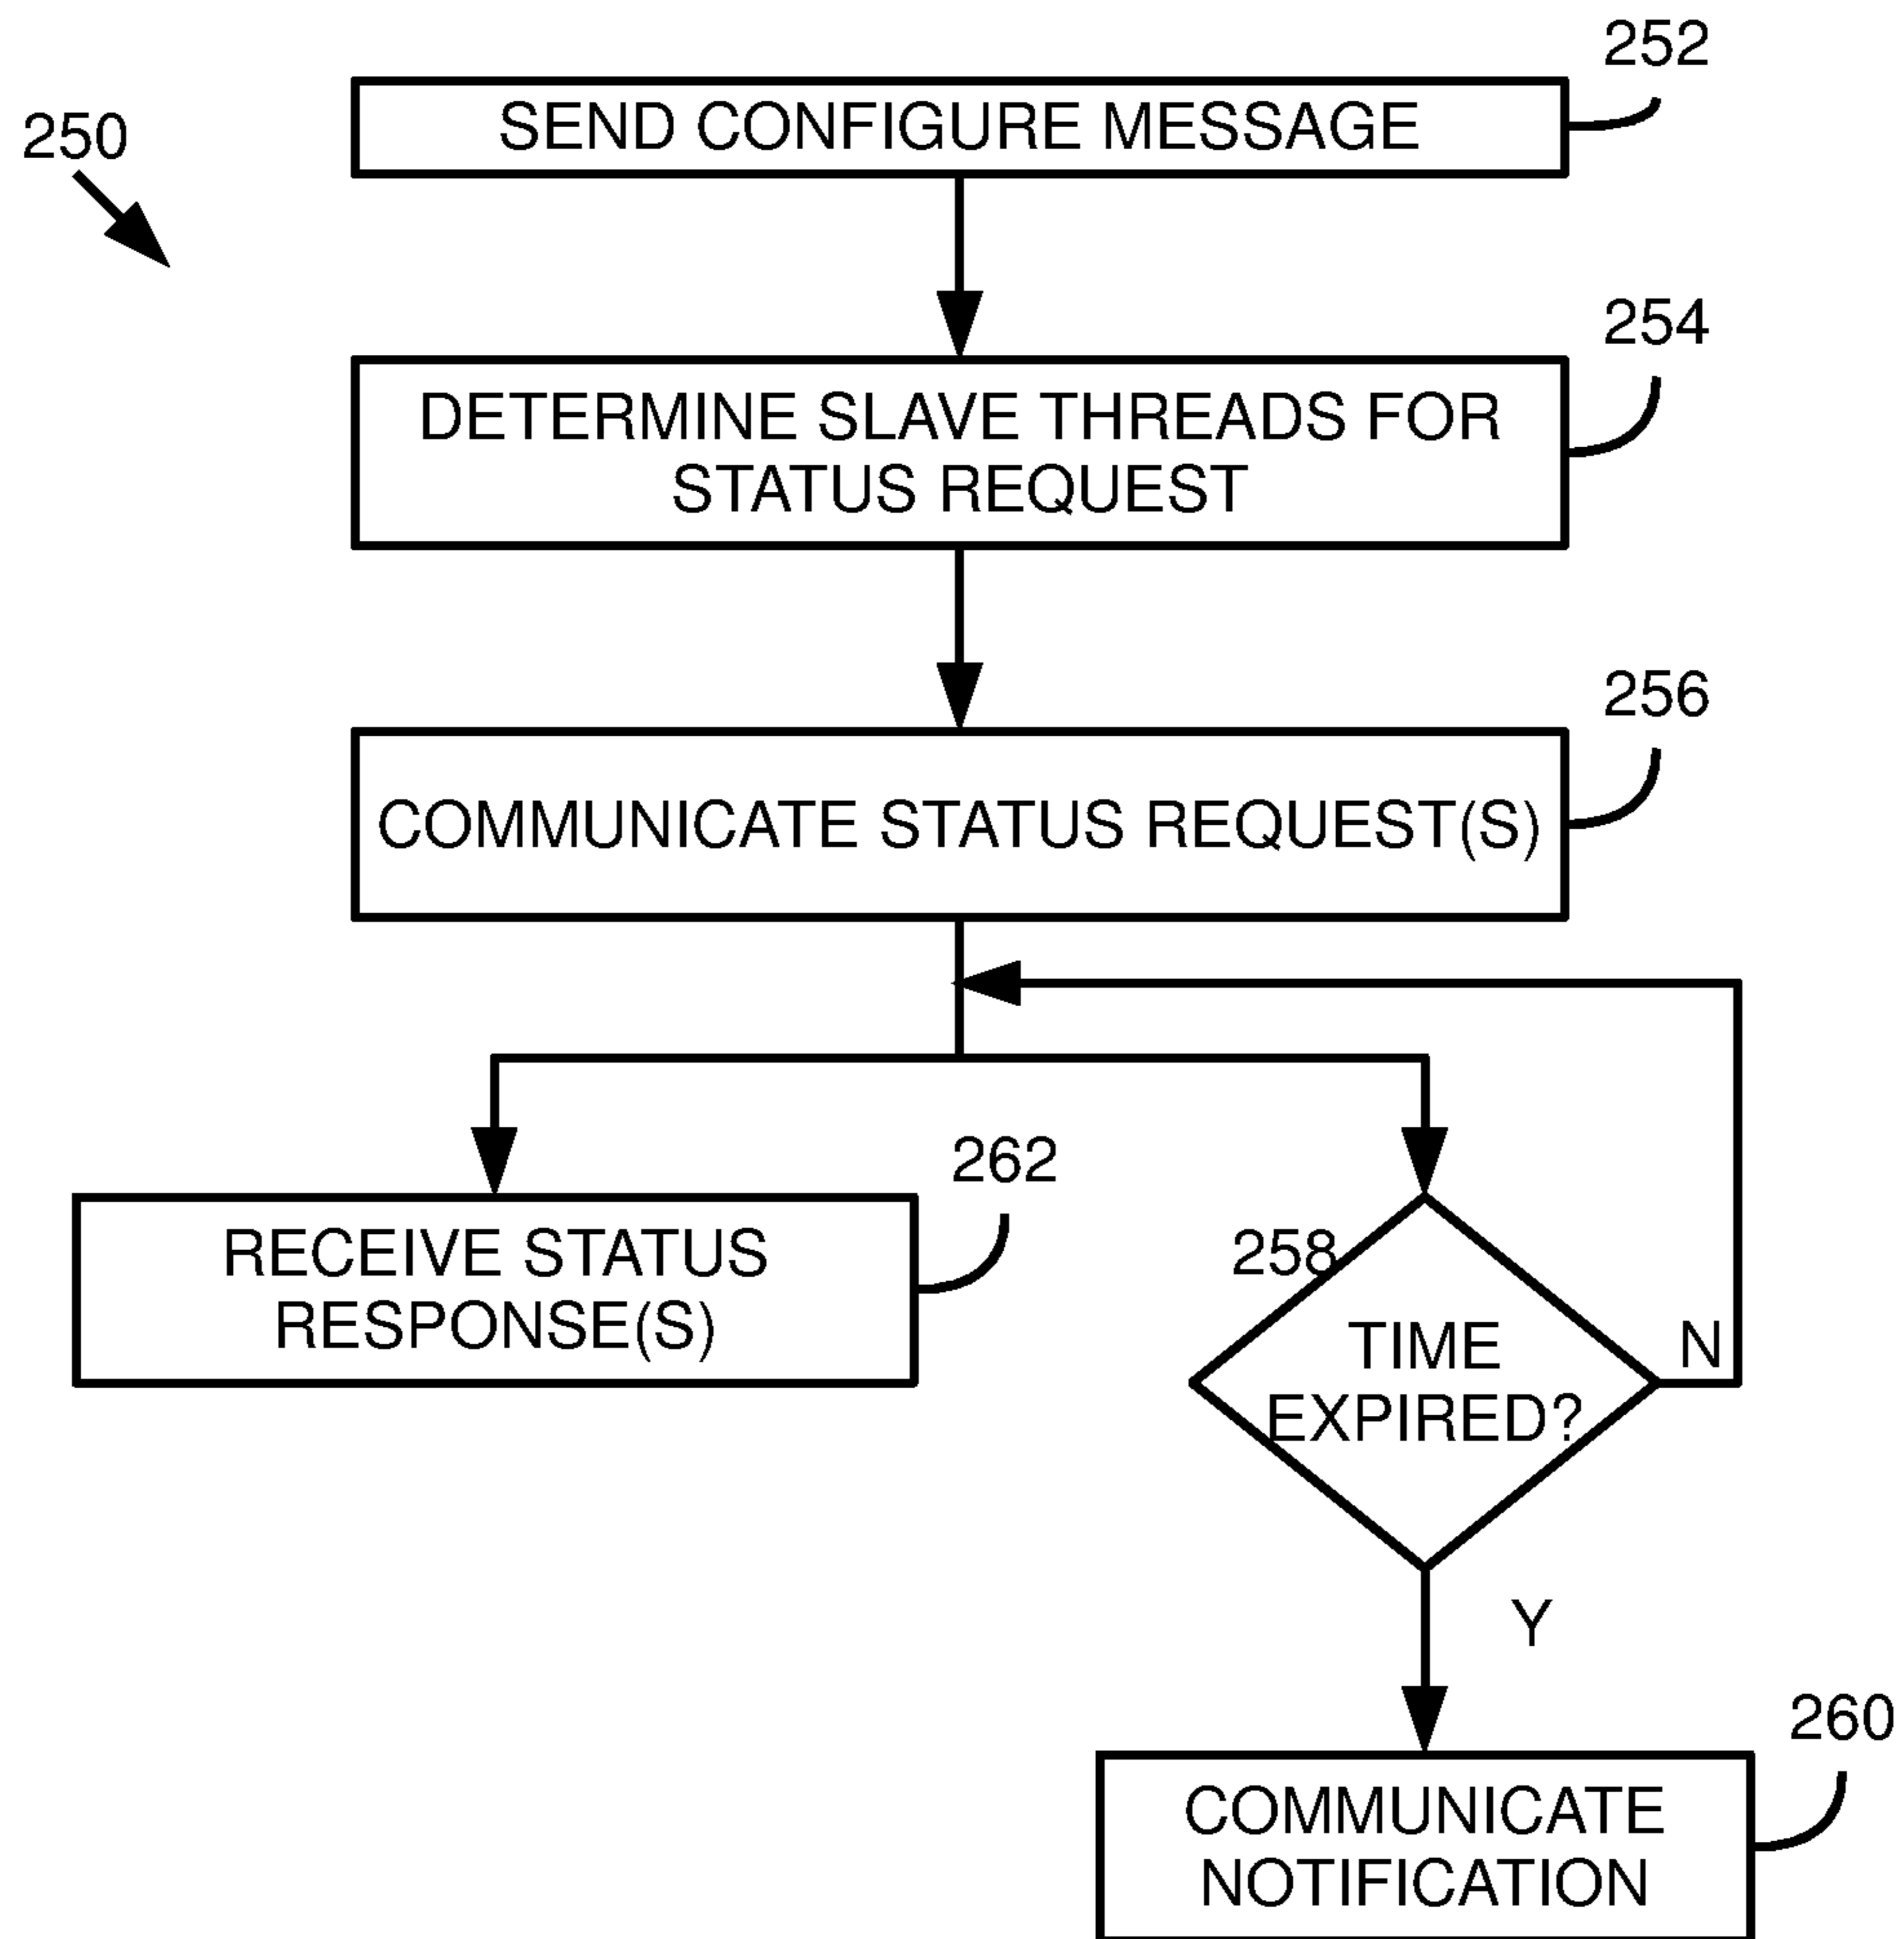 252
250
SEND CONFIGURE MESSAGE
254
DETERMINE SLAVE THREADS FOR
STATUS REQUEST
256
COMMUNICATE STATUS REQUEST(S)
262
RECEIVE STATUS
RESPONSE(S)
258
TIME
EXPIRED?
N
Y
260
COMMUNICATE
NOTIFICATION